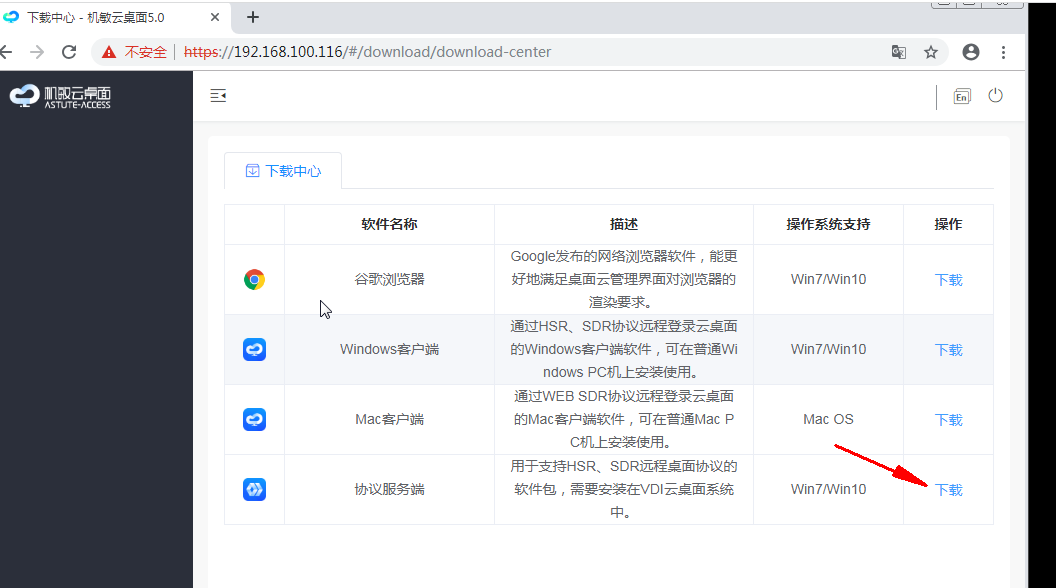 下载中心 - 机敏云桌面5.0
不安全 https://192.168.100.116/#/download/download-center
机敏云桌面
ASTUTE-ACCESS
En
下载中心
软件名称
描述
操作系统支持
操作
谷歌浏览器
Google发布的网络浏览器软件，能更
好地满足桌面云管理界面对浏览器的
渲染要求。
Win7/Win10
下载
Windows客户端
通过HSR、SDR协议远程登录云桌面
的Windows客户端软件，可在普通Wi
ndows PC机上安装使用。
Win7/Win10
下载
Mac客户端
通过WEB SDR协议远程登录云桌面
的Mac客户端软件，可在普通Mac P
C机上安装使用。
Mac OS
下载
协议服务端
用于支持HSR、SDR远程桌面协议的
软件包，需要安装在VDI云桌面系统
中。
Win7/Win10
下载